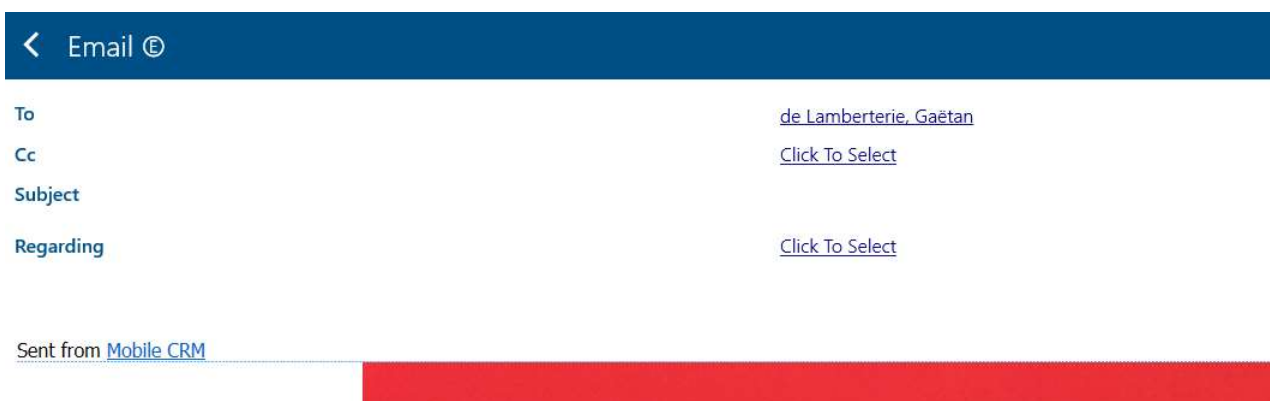 Email Ⓔ
To de Lamberterie, Gaëtan
Cc Click To Select
Subject
Regarding Click To Select
Sent from Mobile CRM